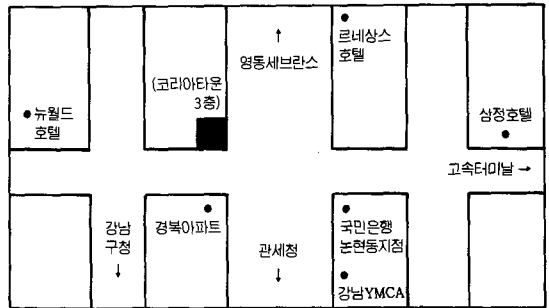 르네상스
호텔
↑
영동세브란스
(코리아타운
3층)
뉴월드
호텔
삼정호텔
고속터미날 →
강남
구청
↓
경복아파트
관세청
↓
국민은행
논현동지점
강남YMCA